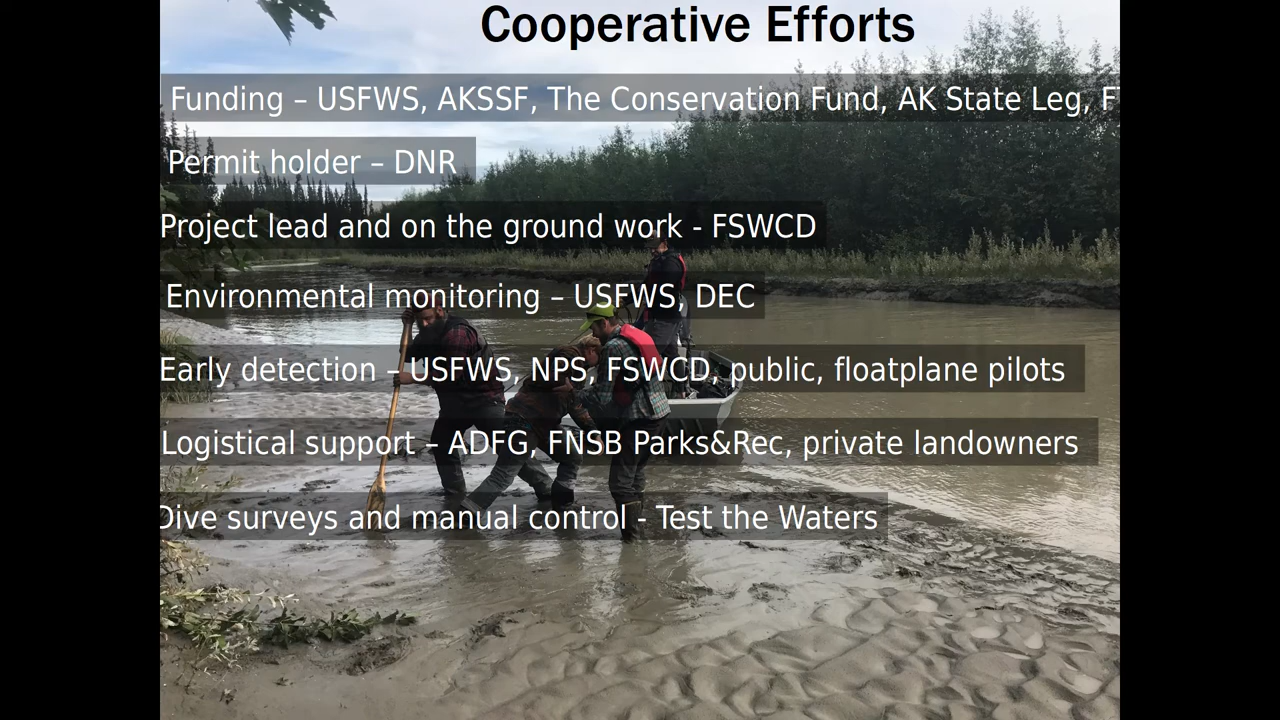 Cooperative Efforts
Funding – USFWS, AKSSF, The Conservation Fund, AK State Leg,
Permit holder – DNR
Project lead and on the ground work - FSWCD
Environmental monitoring – USFWS, DEC
Early detection – USFWS, NPS, FSWCD, public, floatplane pilots
Logistical support – ADFG, FNSB Parks&Rec, private landowners
Dive surveys and manual control - Test the Waters